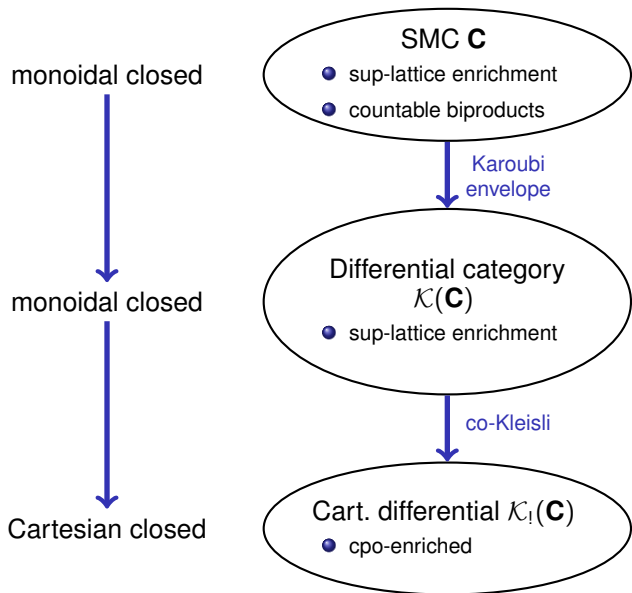 SMC C
monoidal closed
sup-lattice enrichment
countable biproducts
Karoubi
envelope
Differential category
K(C)
monoidal closed
sup-lattice enrichment
co-Kleisli
Cart. differential K!(C)
Cartesian closed
cpo-enriched